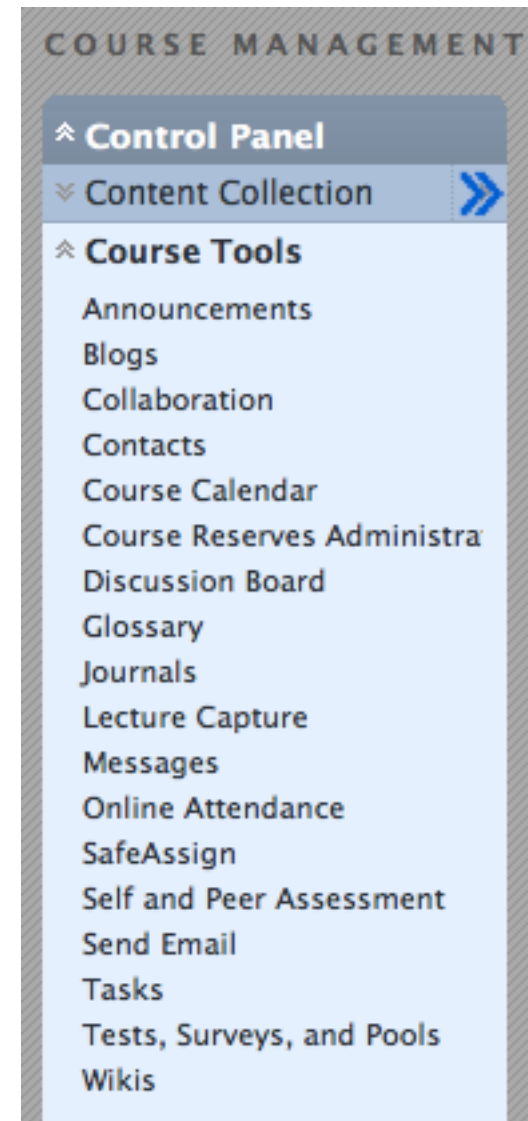 COURSE MANAGEMENT
Control Panel
Content Collection
Course Tools
Announcements
Blogs
Collaboration
Contacts
Course Calendar
Course Reserves Administra
Discussion Board
Glossary
Journals
Lecture Capture
Messages
Online Attendance
SafeAssign
Self and Peer Assessment
Send Email
Tasks
Tests, Surveys, and Pools
Wikis